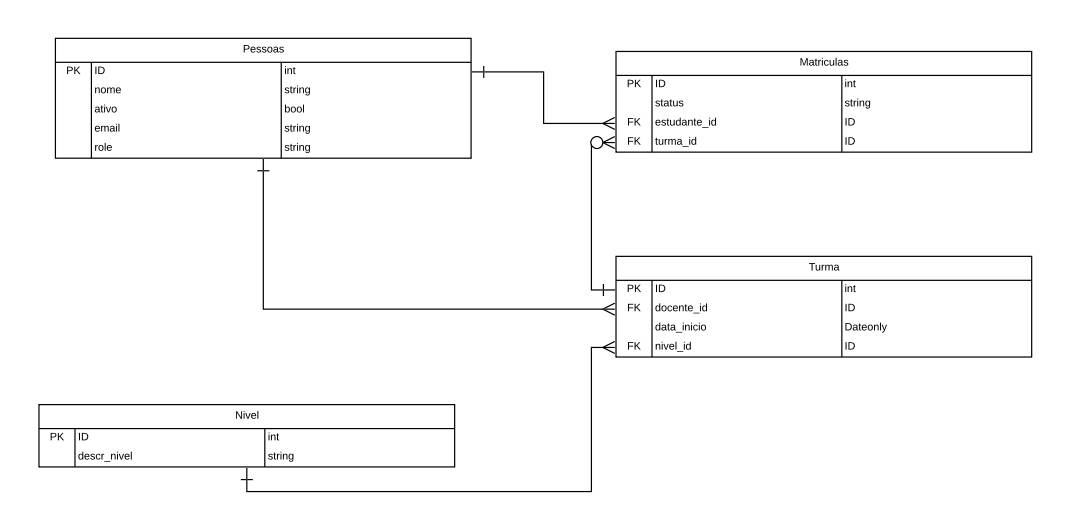 Pessoas
PK ID int
nome string
ativo bool
email string
role string
Matriculas
PK ID int
status string
FK estudante_id ID
FK turma_id ID
Turma
PK ID int
FK docente_id ID
data_inicio Dateonly
FK nivel_id ID
Nivel
PK ID int
descr_nivel string